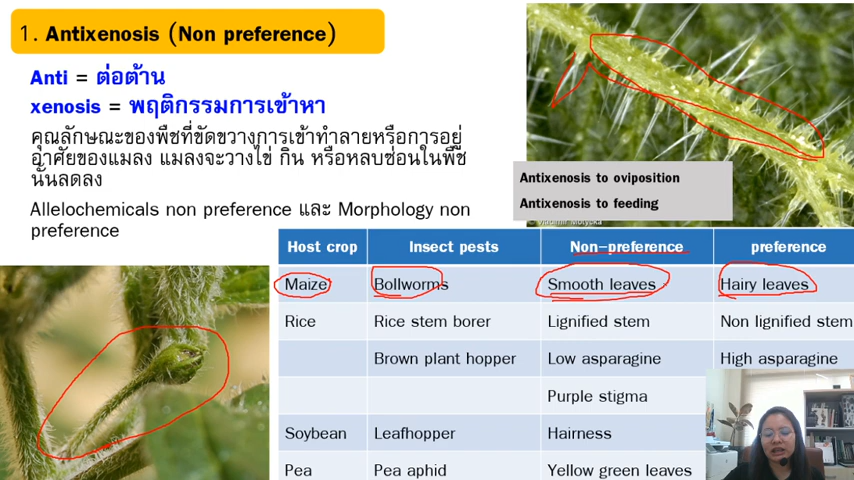 1. Antixenosis (Non preference)
Anti = ต่อต้าน
xenosis = พฤติกรรมการเข้าหา
คุณลักษณะของพืชที่ขัดขวางการเข้าทำลายหรือการอยู่
อาศัยของแมลง แมลงจะวางไข่ กิน หรือหลบซ่อนในพืช
นั้นลดลง
Allelochemicals non preference และ Morphology non
preference
Antixenosis to oviposition
Antixenosis to feeding
Host crop Insect pests Non-preference preference
Maize Bollworms Smooth leaves Hairy leaves
Rice Rice stem borer Lignified stem Non lignified stem
Brown plant hopper Low asparagine High asparagine
Purple stigma
Soybean Leafhopper Hairness
Pea Pea aphid Yellow green leaves